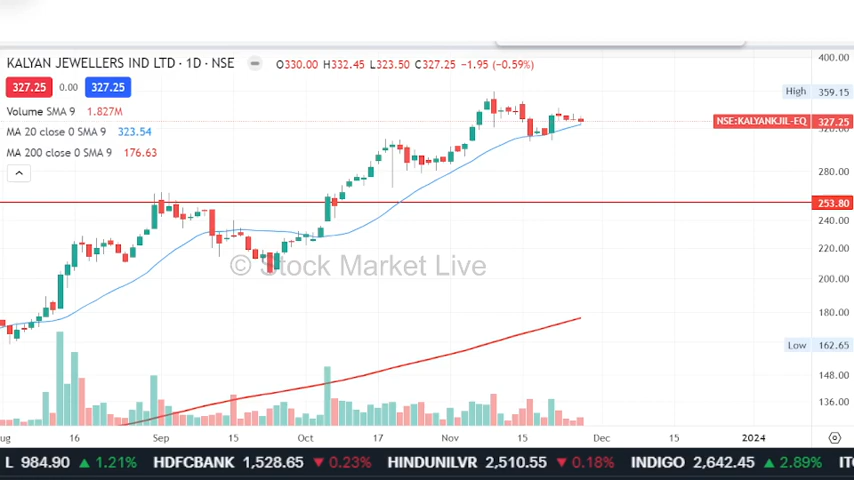 400.00
KALYAN JEWELLERS IND LTD · 1D · NSE O330.00 H332.45 L323.50 C327.25 −1.95 (−0.59%)
327.25 0.00 327.25
High 359.15
Volume SMA 9 1.827M
NSE:KALYANKJIL-EQ 327.25
320.00
MA 20 close 0 SMA 9 323.54
MA 200 close 0 SMA 9 176.63
280.00
253.80
240.00
220.00
© Stock Market Live
200.00
180.00
Low 162.65
148.00
136.00
16 Sep 15 Oct 17 Nov 15 Dec 15 2024
L 984.90 ▲ 1.21% HDFCBANK 1,528.65 ▼ 0.23% HINDUNILVR 2,510.55 ▼ 0.18% INDIGO 2,642.45 ▲ 2.89%